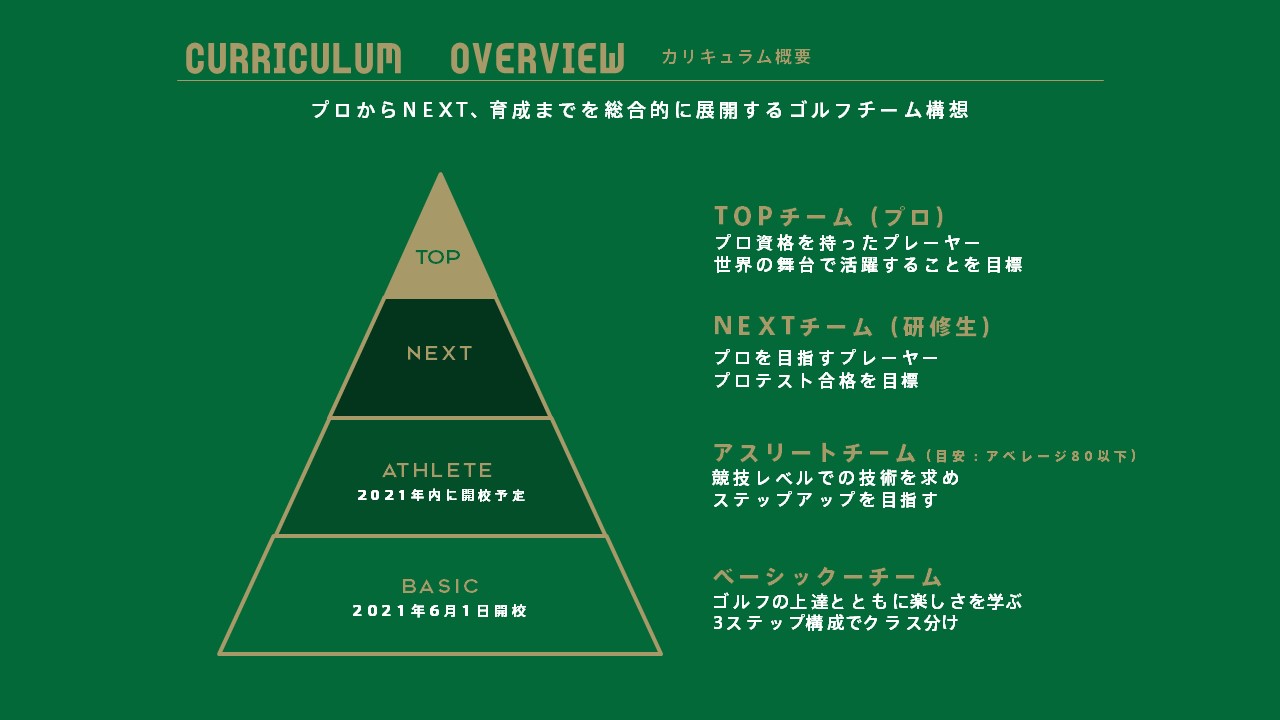 CURRICULUM OVERVIEW カリキュラム概要
プロからNEXT、育成までを総合的に展開するゴルフチーム構想
TOP
NEXT
ATHLETE
2021年内に開校予定
BASIC
2021年6月1日開校
TOPチーム（プロ）
プロ資格を持ったプレーヤー
世界の舞台で活躍することを目標
NEXTチーム（研修生）
プロを目指すプレーヤー
プロテスト合格を目標
アスリートチーム（目安：アベレージ80以下）
競技レベルでの技術を求め
ステップアップを目指す
ベーシックーチーム
ゴルフの上達とともに楽しさを学ぶ
3ステップ構成でクラス分け